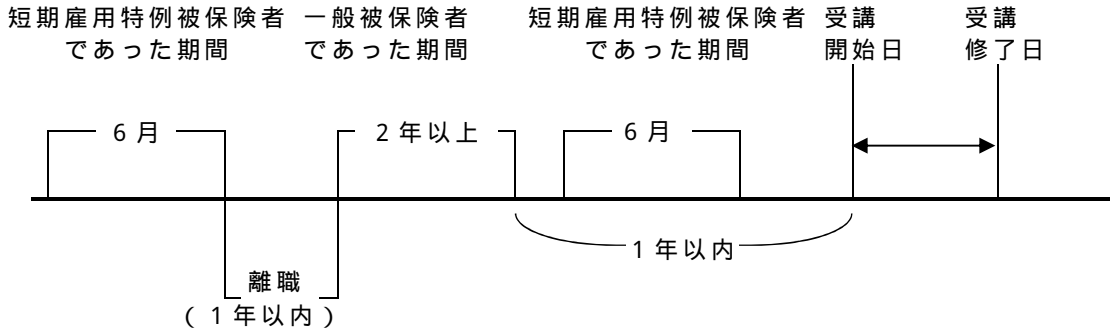 短期雇用特例被保険者 一般被保険者 短期雇用特例被保険者 受講 受講
であった期間 であった期間 であった期間 開始日 修了日
6月 2年以上 6月
1年以内
離職
(1年以内)